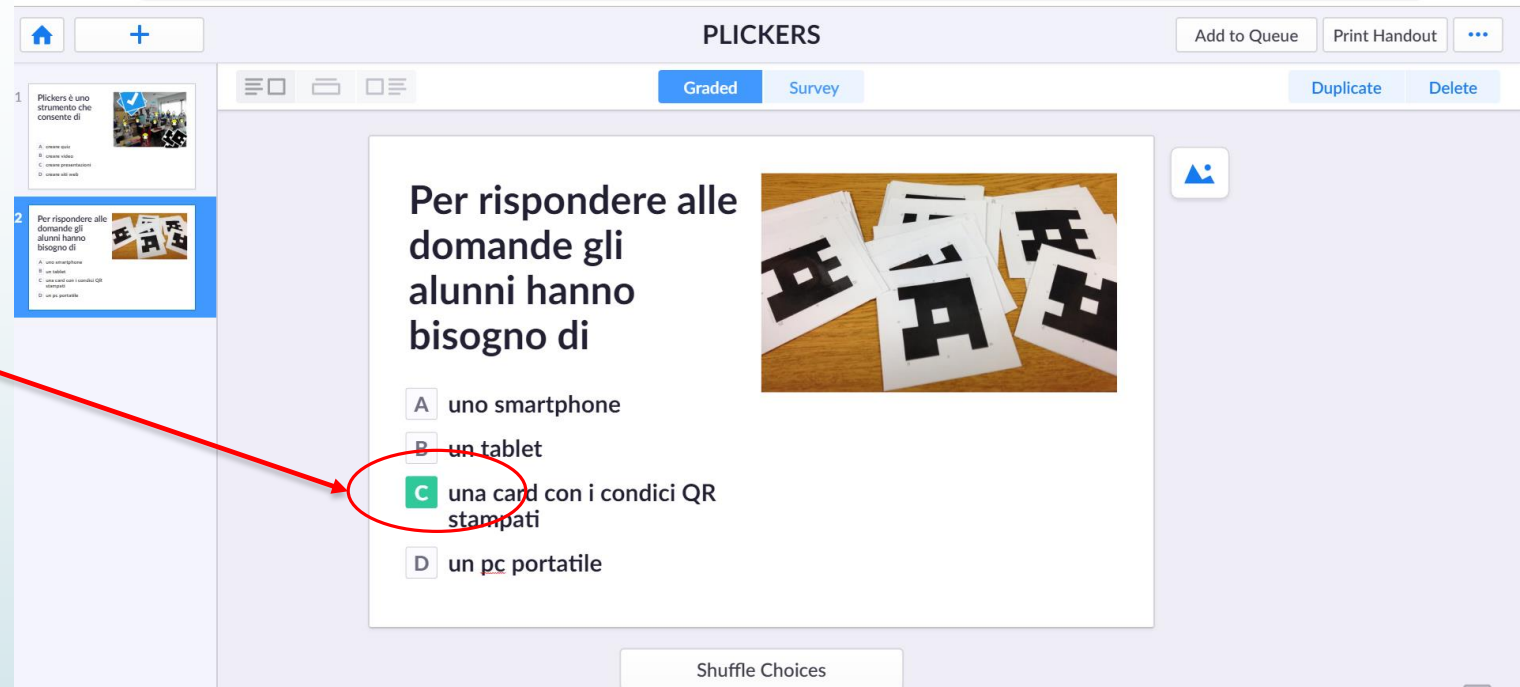 PLICKERS
Add to Queue
Print Handout
Graded
Survey
Duplicate
Delete
1
Plickers è uno
strumento che
consente di
A creare quiz
B creare video
C creare presentazioni
D creare siti web
2
Per rispondere alle
domande gli
alunni hanno
bisogno di
A uno smartphone
B un tablet
C una card con i condici QR
stampati
D un pc portatile
Per rispondere alle
domande gli
alunni hanno
bisogno di
A uno smartphone
B un tablet
C una card con i condici QR
stampati
D un pc portatile
Shuffle Choices